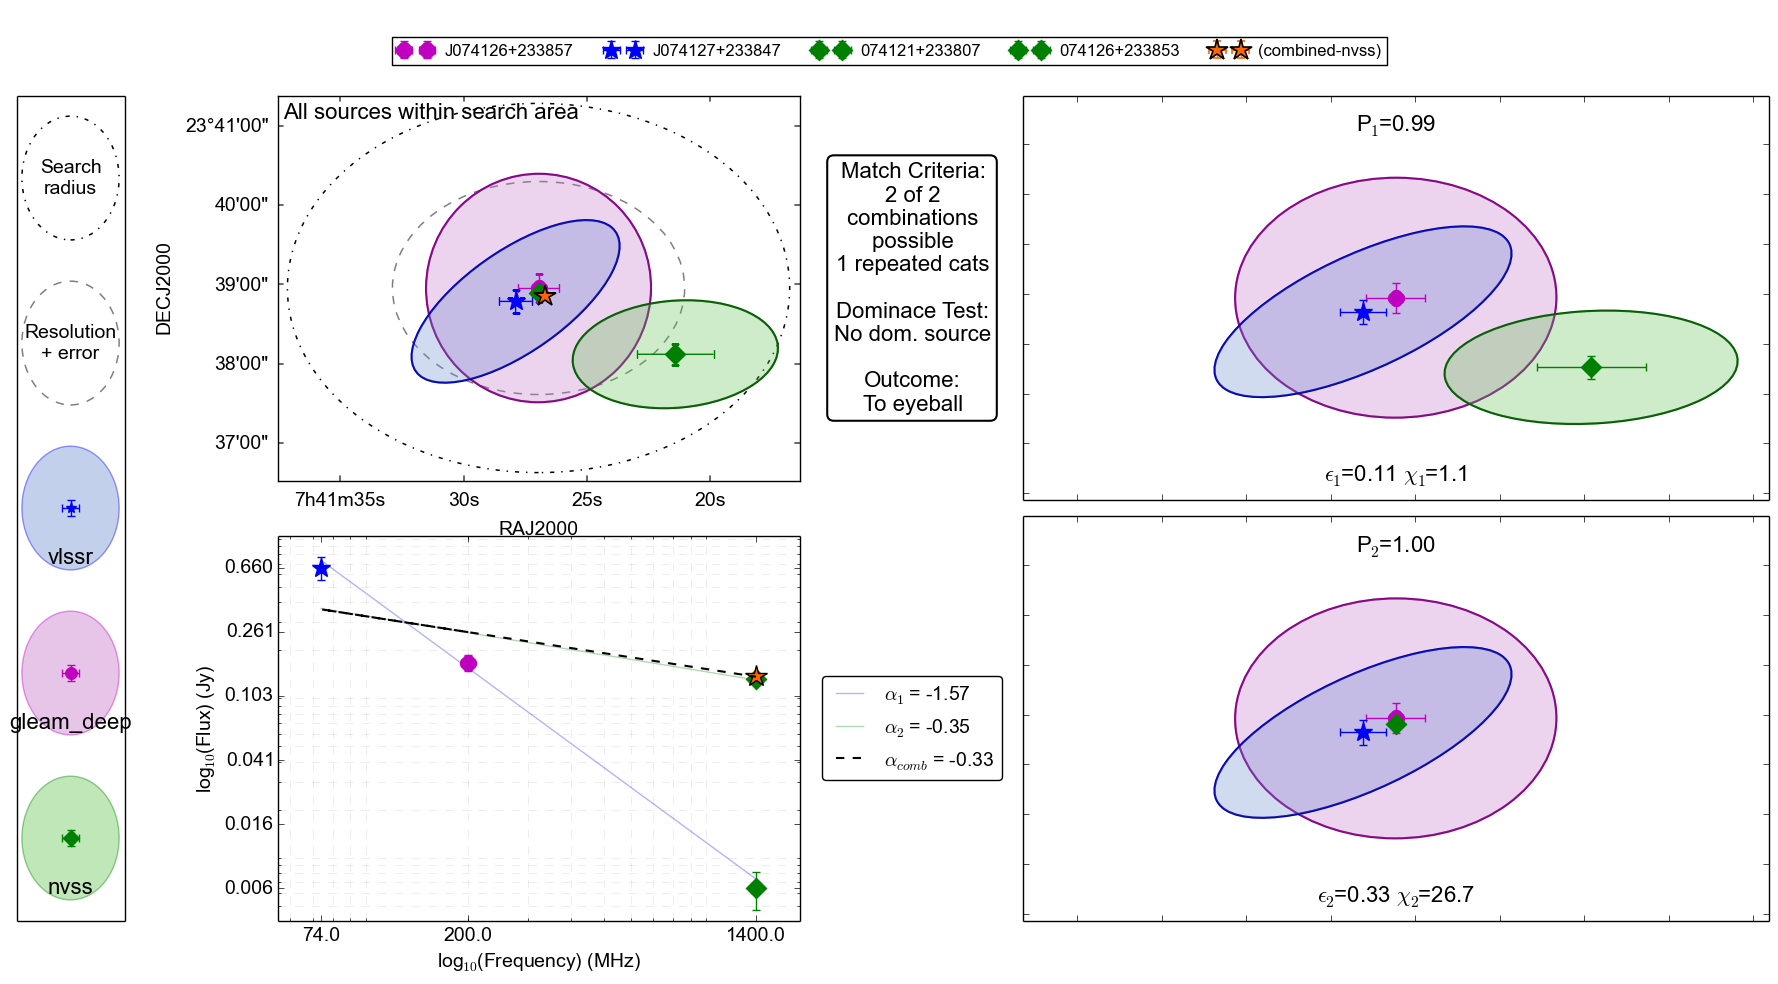 J074126+233857
J074127+233847
074121+233807
074126+233853
(combined-nvss)
Search
radius
Resolution
+ error
vlssr
gleam_deep
nvss
All sources within search area
DECJ2000
23°41'00"
40'00"
39'00"
38'00"
37'00"
7h41m35s
30s
25s
20s
RAJ2000
Match Criteria:
2 of 2
combinations
possible
1 repeated cats
Dominace Test:
No dom. source
Outcome:
To eyeball
P₁=0.99
ϵ₁=0.11 χ₁=1.1
log₁₀(Flux) (Jy)
0.660
0.261
0.103
0.041
0.016
0.006
74.0
200.0
1400.0
log₁₀(Frequency) (MHz)
α₁ = -1.57
α₂ = -0.35
α_comb = -0.33
P₂=1.00
ϵ₂=0.33 χ₂=26.7